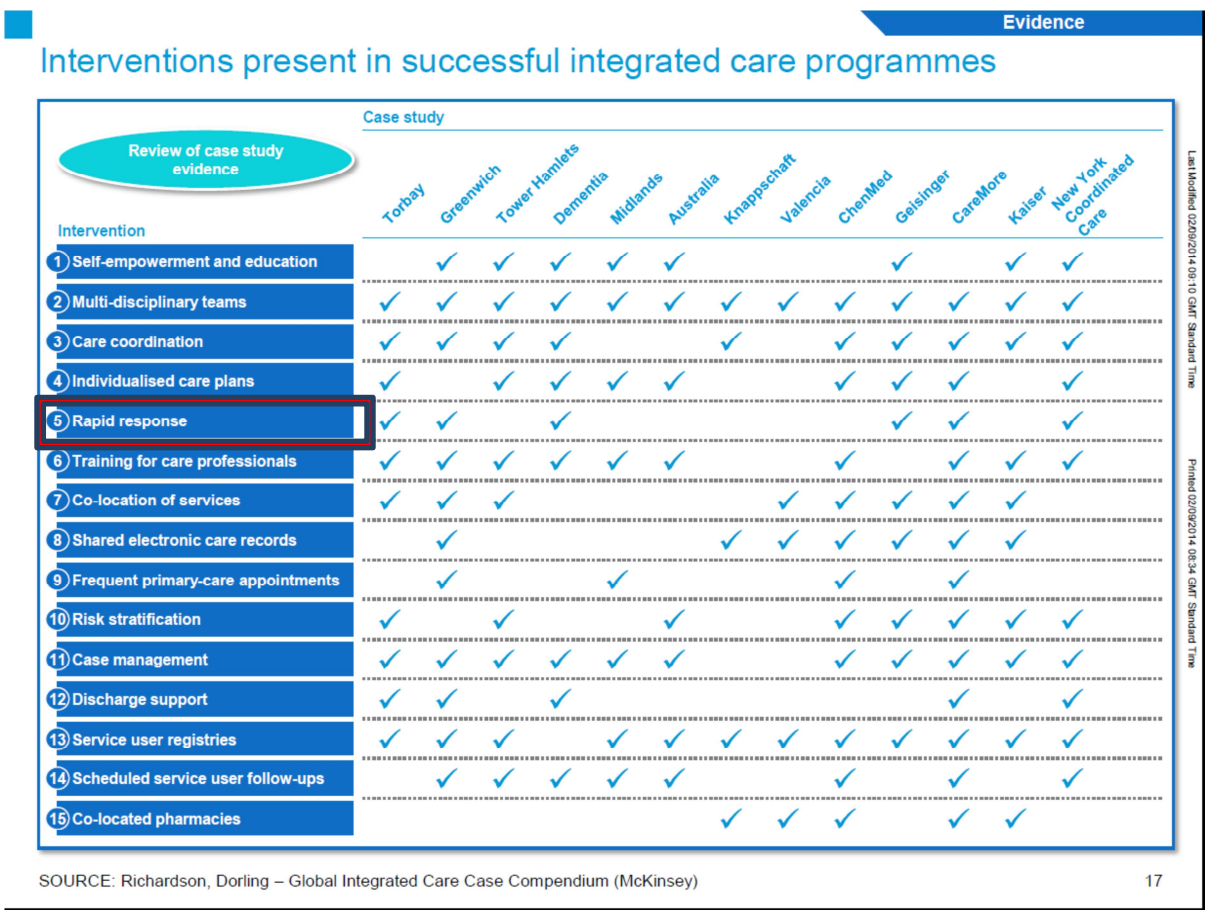 Evidence
Interventions present in successful integrated care programmes
Case study
Review of case study
evidence
Torbay
Greenwich
Tower Hamlets
Dementia
Midlands
Australia
Knappschaft
Valencia
ChenMed
Geisinger
CareMore
Kaiser
New York
Coordinated
Care
Intervention
1 Self-empowerment and education
2 Multi-disciplinary teams
3 Care coordination
4 Individualised care plans
5 Rapid response
6 Training for care professionals
7 Co-location of services
8 Shared electronic care records
9 Frequent primary-care appointments
10 Risk stratification
11 Case management
12 Discharge support
13 Service user registries
14 Scheduled service user follow-ups
15 Co-located pharmacies
Last Modified 02/09/2014 09:10 GMT Standard Time
Printed 02/09/2014 08:34 GMT Standard Time
SOURCE: Richardson, Dorling – Global Integrated Care Case Compendium (McKinsey)
17